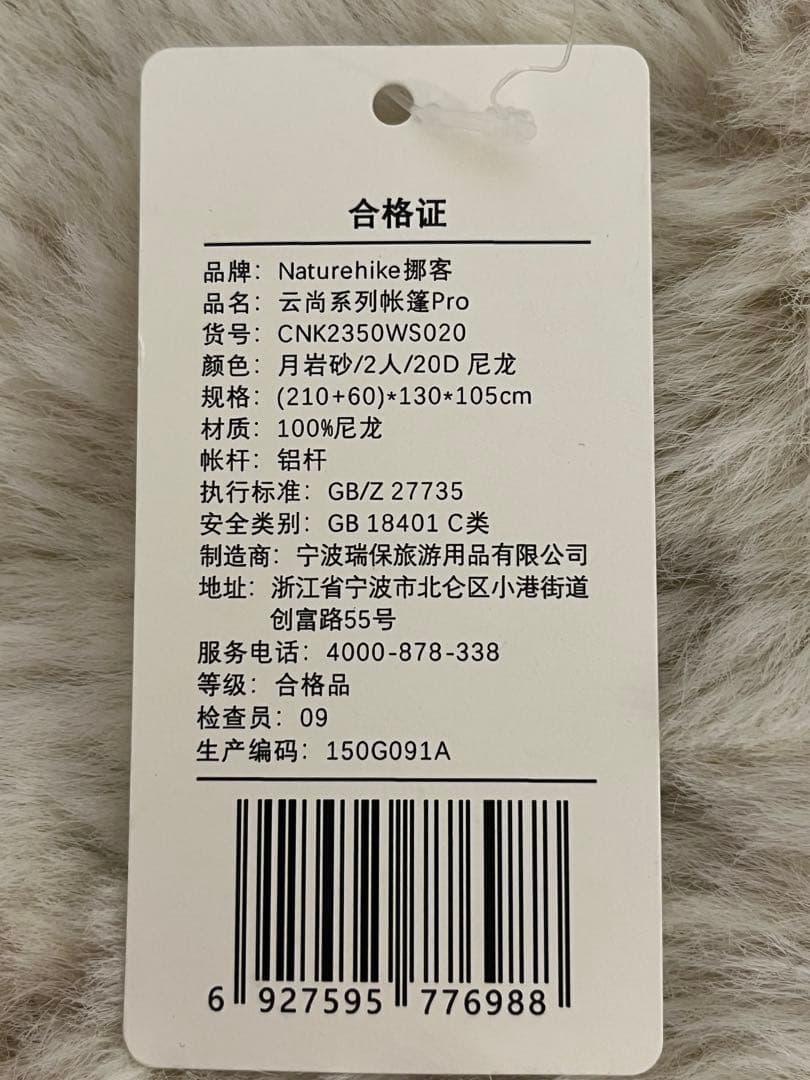 合格证
品牌：Naturehike挪客
品名：云尚系列帐篷Pro
货号：CNK2350WS020
颜色：月岩砂/2人/20D 尼龙
规格：(210+60)*130*105cm
材质：100%尼龙
帐杆：铝杆
执行标准：GB/Z 27735
安全类别：GB 18401 C类
制造商：宁波瑞保旅游用品有限公司
地址：浙江省宁波市北仑区小港街道
创富路55号
服务电话：4000-878-338
等级：合格品
检查员：09
生产编码：150G091A
6 927595 776988